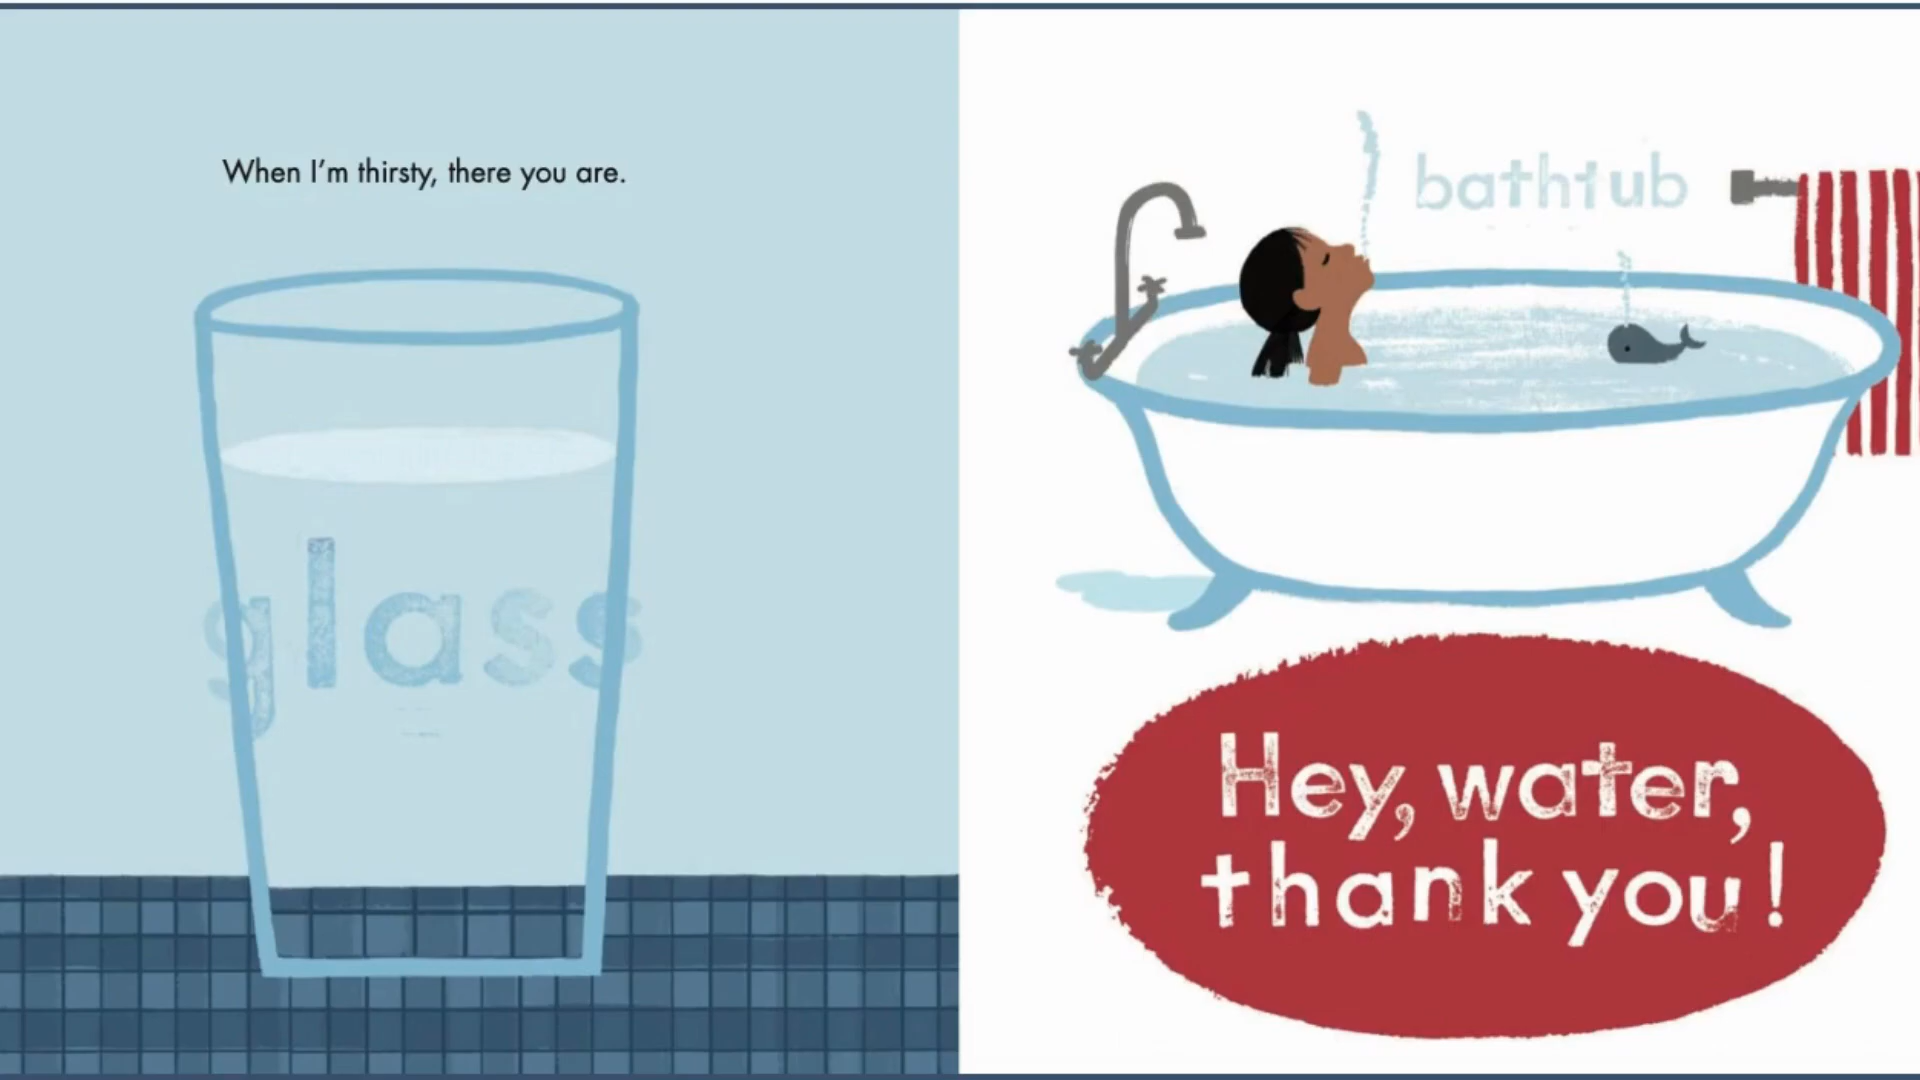 When I'm thirsty, there you are.
glass
bathtub
Hey, water,
thank you!